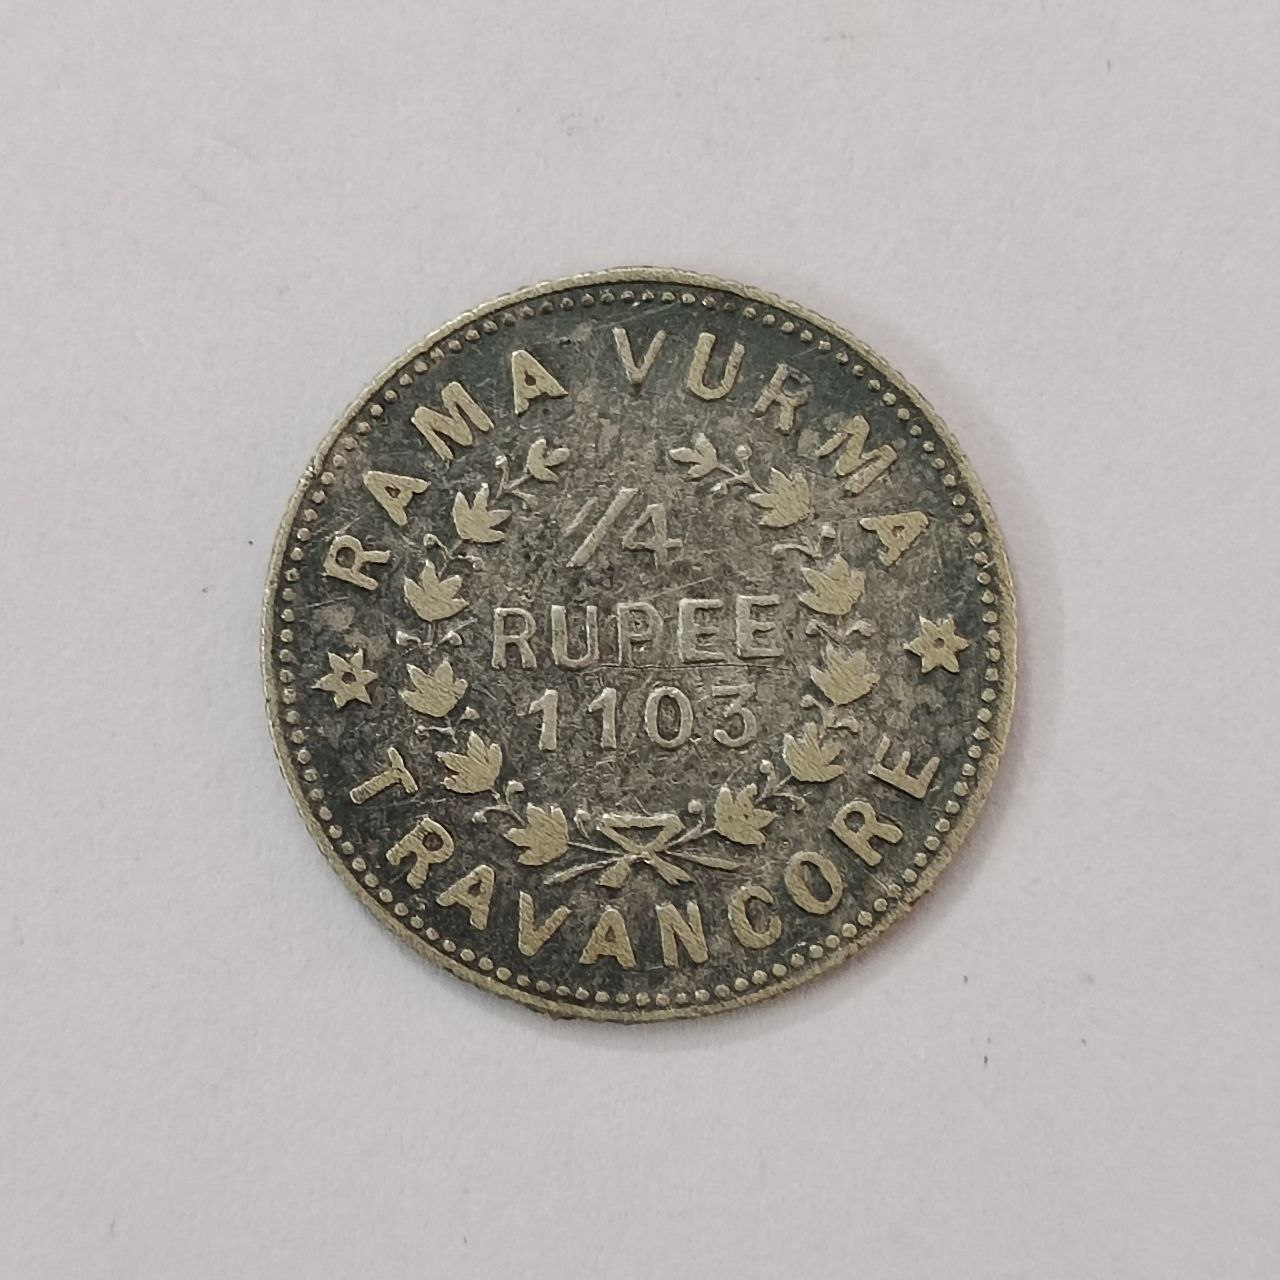 RAMA VURMA
1/4
RUPEE
1103
TRAVANCORE